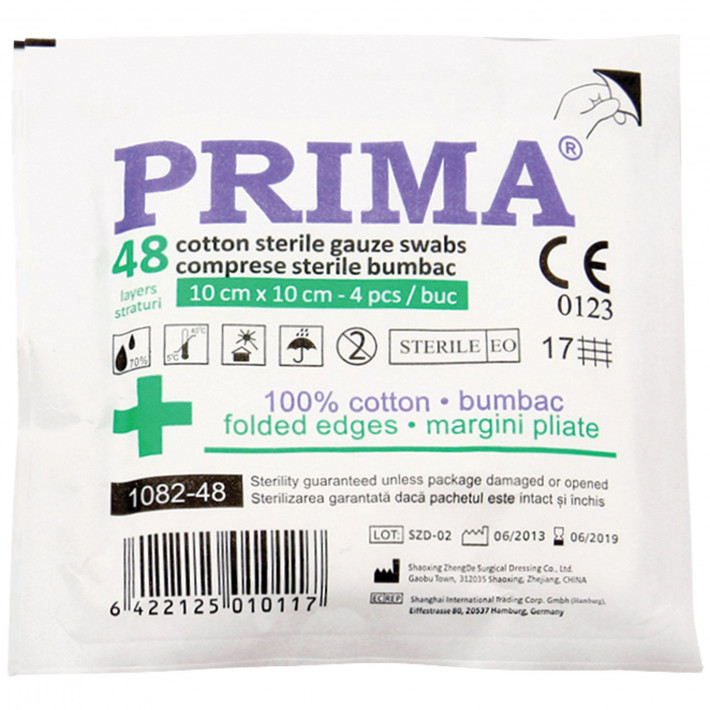 PRIMA®
48 cotton sterile gauze swabs
comprese sterile bumbac
layers
straturi
10 cm x 10 cm - 4 pcs / buc
CE
0123
70%
5°C
40°C
2
STERILE EO
17
100% cotton • bumbac
folded edges • margini pliate
1082-48
Sterility guaranteed unless package damaged or opened
Sterilizarea garantată dacă pachetul este intact și închis
LOT: SZD-02 06/2013 06/2019
Shaoxing ZhengDe Surgical Dressing Co., Ltd.
Gaobu Town, 312035 Shaoxing, Zhejiang, CHINA
EC REP Shanghai International Trading Corp. GmbH (Hamburg),
Eiffestrasse 80, 20537 Hamburg, Germany
6 422125 010117